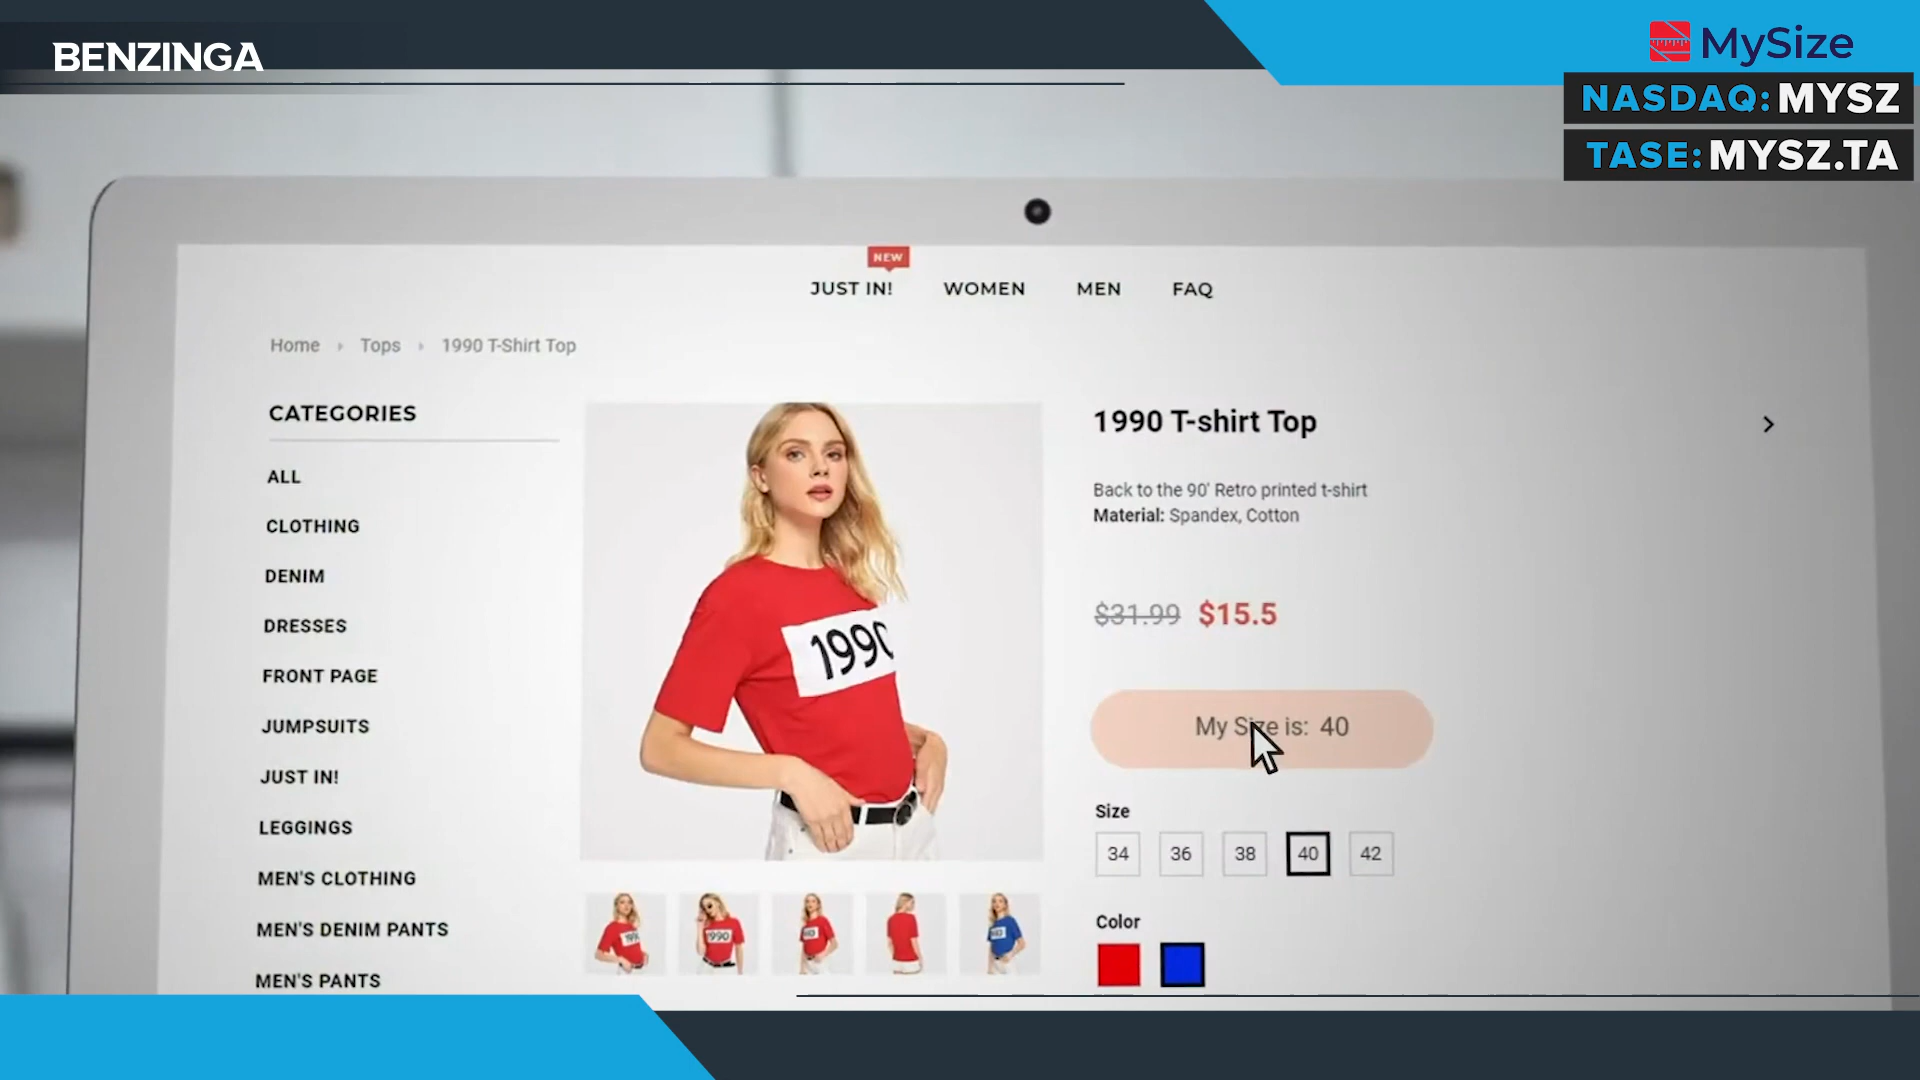 BENZINGA
MySize
NASDAQ: MYSZ
TASE: MYSZ.TA
NEW
JUST IN!
WOMEN
MEN
FAQ
Home
Tops
1990 T-Shirt Top
CATEGORIES
ALL
CLOTHING
DENIM
DRESSES
FRONT PAGE
JUMPSUITS
JUST IN!
LEGGINGS
MEN'S CLOTHING
MEN'S DENIM PANTS
MEN'S PANTS
1990
1990
1990 T-shirt Top
Back to the 90' Retro printed t-shirt
Material: Spandex, Cotton
$31.99 $15.5
My Size is: 40
Size
34
36
38
40
42
Color